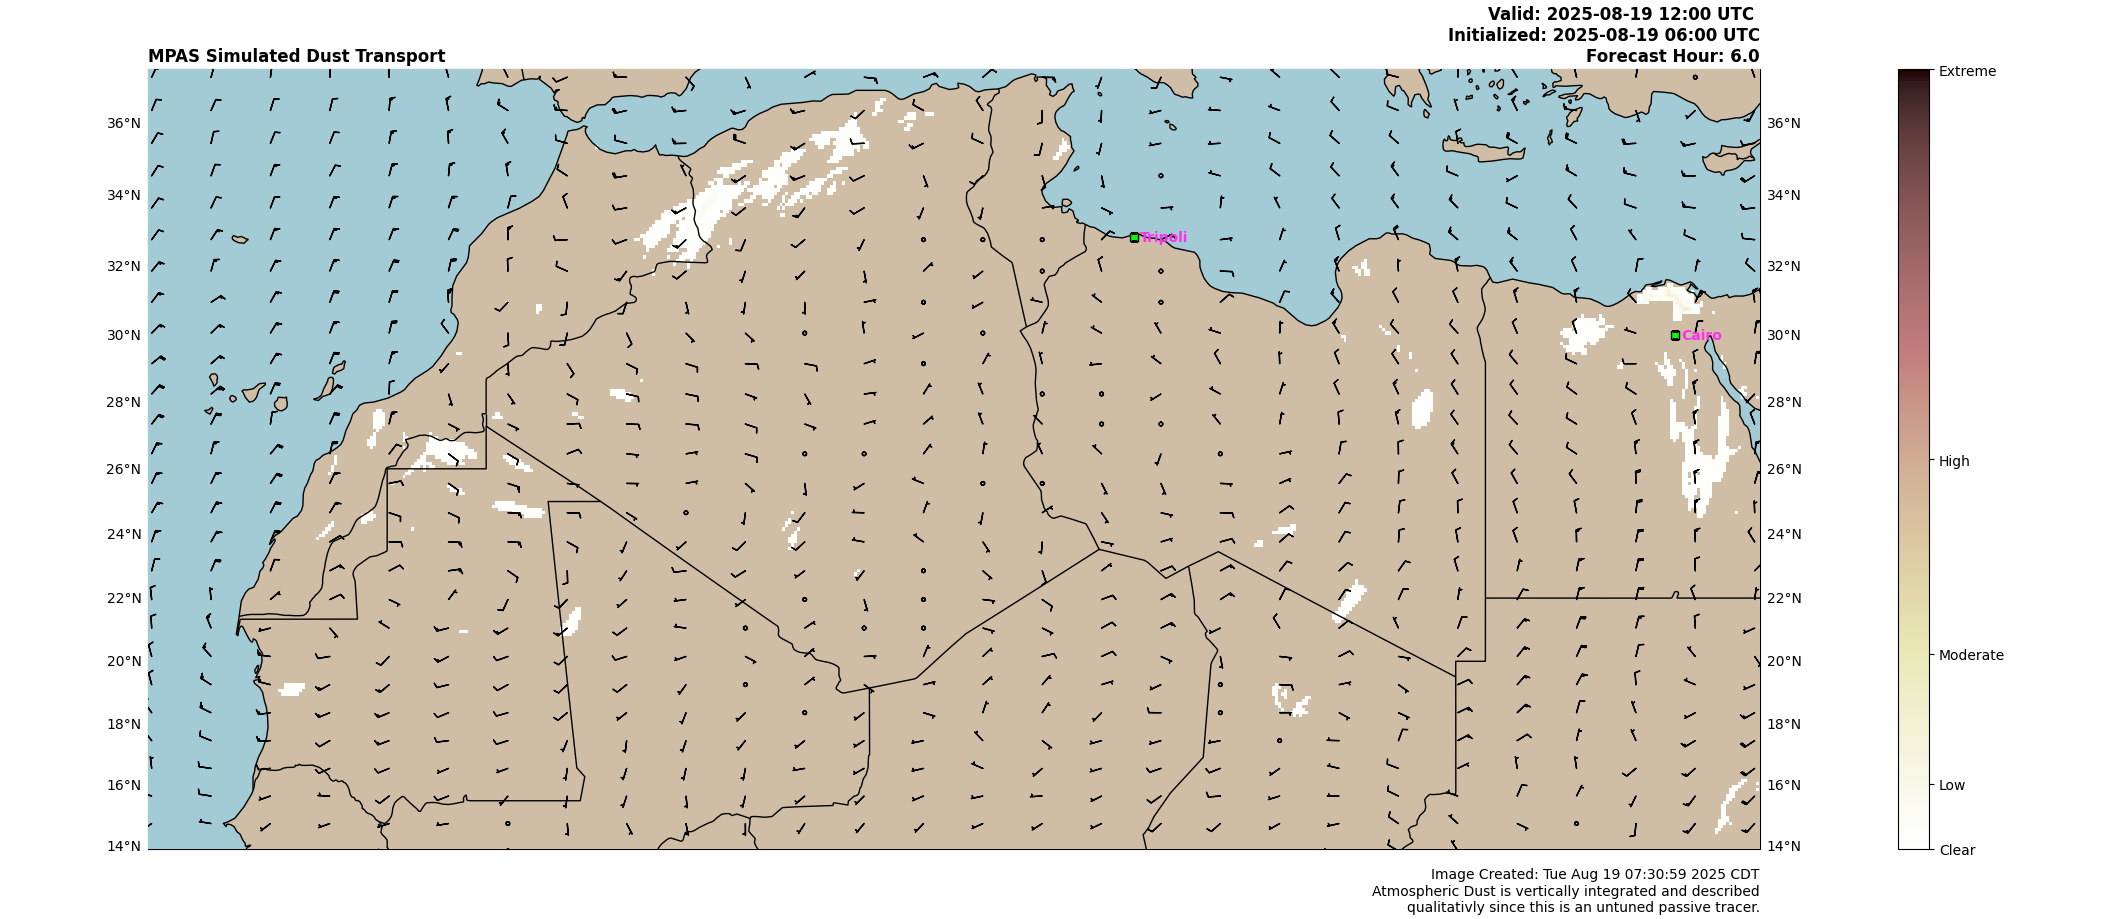 Valid: 2025-08-19 12:00 UTC
Initialized: 2025-08-19 06:00 UTC
MPAS Simulated Dust Transport
Forecast Hour: 6.0
Extreme
36°N
36°N
34°N
34°N
Tripoli
32°N
32°N
30°N
Cairo
30°N
28°N
28°N
High
26°N
26°N
24°N
24°N
22°N
22°N
20°N
20°N
Moderate
18°N
18°N
16°N
16°N
Low
14°N
14°N
Clear
Image Created: Tue Aug 19 07:30:59 2025 CDT
Atmospheric Dust is vertically integrated and described
qualitativly since this is an untuned passive tracer.